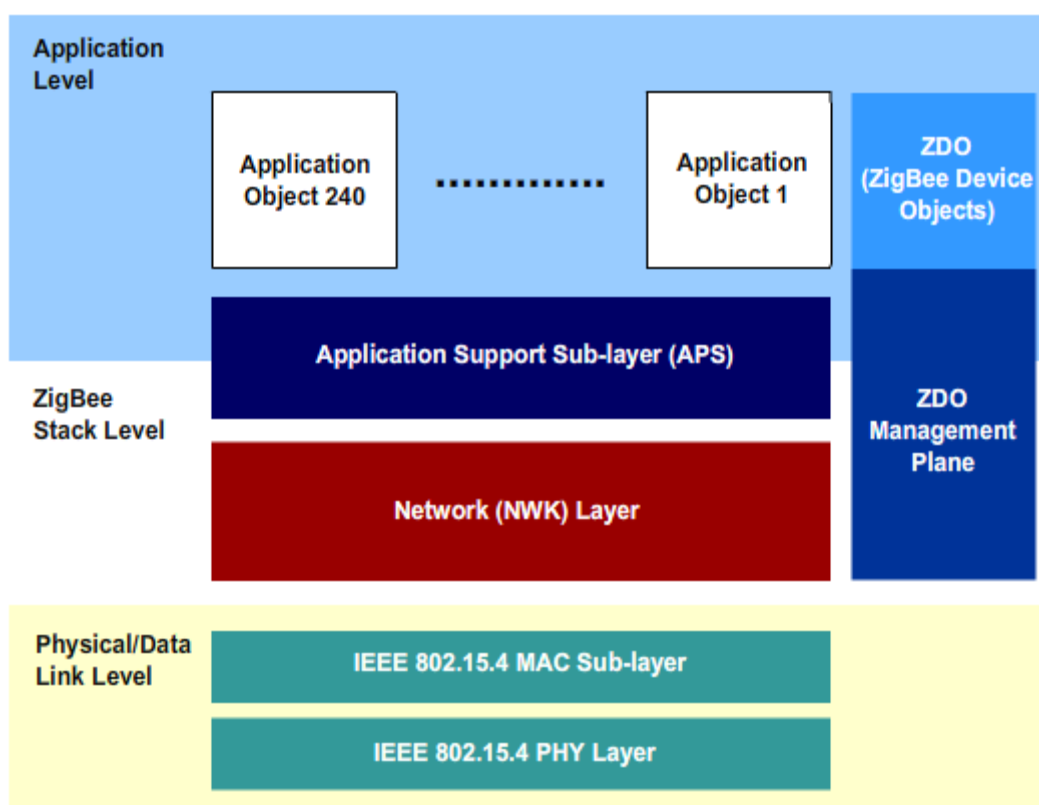 Application
Level
Application
Object 240
.............
Application
Object 1
ZDO
(ZigBee Device
Objects)
Application Support Sub-layer (APS)
ZigBee
Stack Level
ZDO
Management
Plane
Network (NWK) Layer
Physical/Data
Link Level
IEEE 802.15.4 MAC Sub-layer
IEEE 802.15.4 PHY Layer